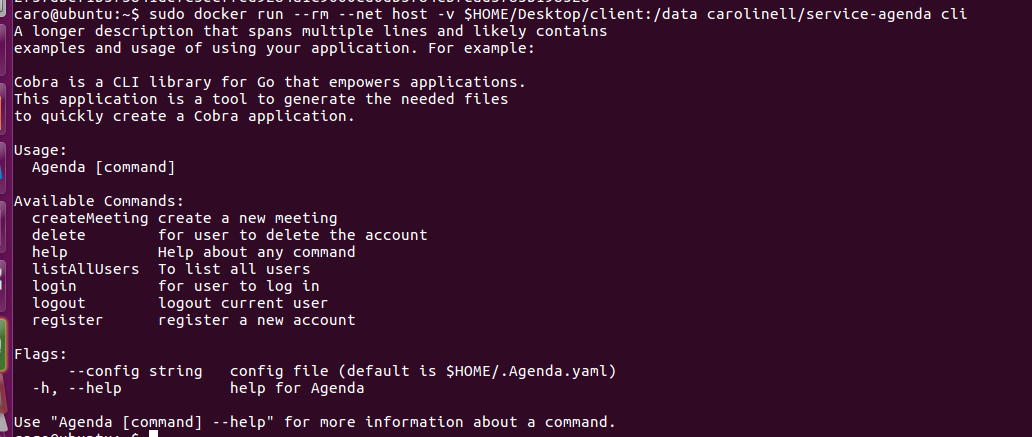 caro@ubuntu:~$ sudo docker run --rm --net host -v $HOME/Desktop/client:/data carolinell/service-agenda cli
A longer description that spans multiple lines and likely contains
examples and usage of using your application. For example:

Cobra is a CLI library for Go that empowers applications.
This application is a tool to generate the needed files
to quickly create a Cobra application.

Usage:
  Agenda [command]

Available Commands:
  createMeeting create a new meeting
  delete        for user to delete the account
  help          Help about any command
  listAllUsers  To list all users
  login         for user to log in
  logout        logout current user
  register      register a new account

Flags:
      --config string   config file (default is $HOME/.Agenda.yaml)
  -h, --help            help for Agenda

Use "Agenda [command] --help" for more information about a command.
caro@ubuntu:~$